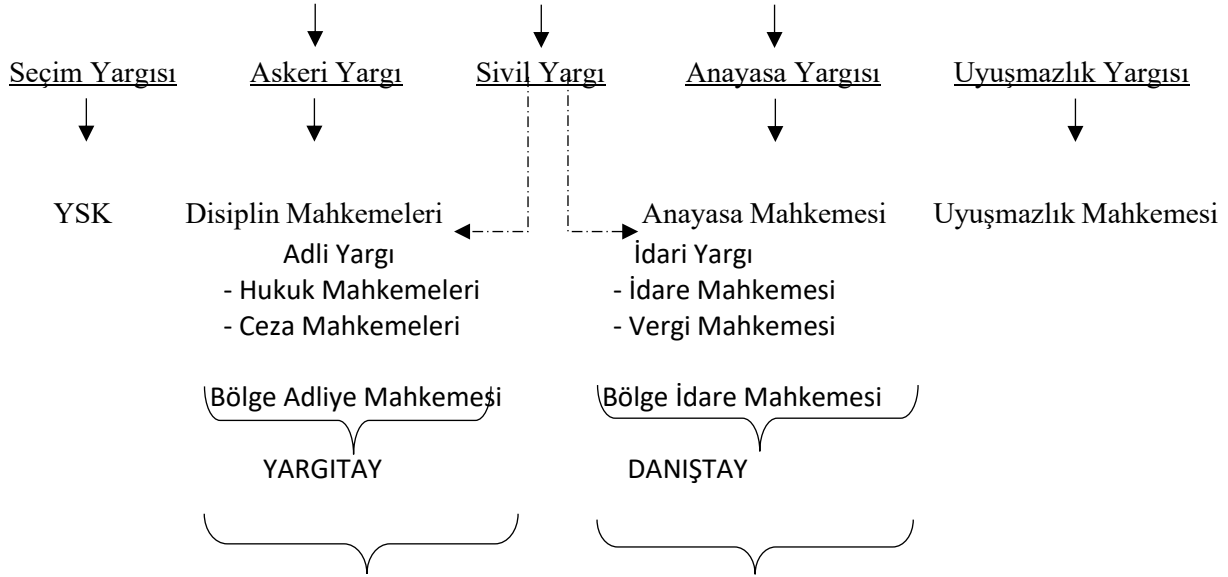 Seçim Yargısı Askeri Yargı Sivil Yargı Anayasa Yargısı Uyuşmazlık Yargısı
YSK Disiplin Mahkemeleri Anayasa Mahkemesi Uyuşmazlık Mahkemesi
Adli Yargı İdari Yargı
- Hukuk Mahkemeleri - İdare Mahkemesi
- Ceza Mahkemeleri - Vergi Mahkemesi
Bölge Adliye Mahkemesi Bölge İdare Mahkemesi
YARGITAY DANIŞTAY